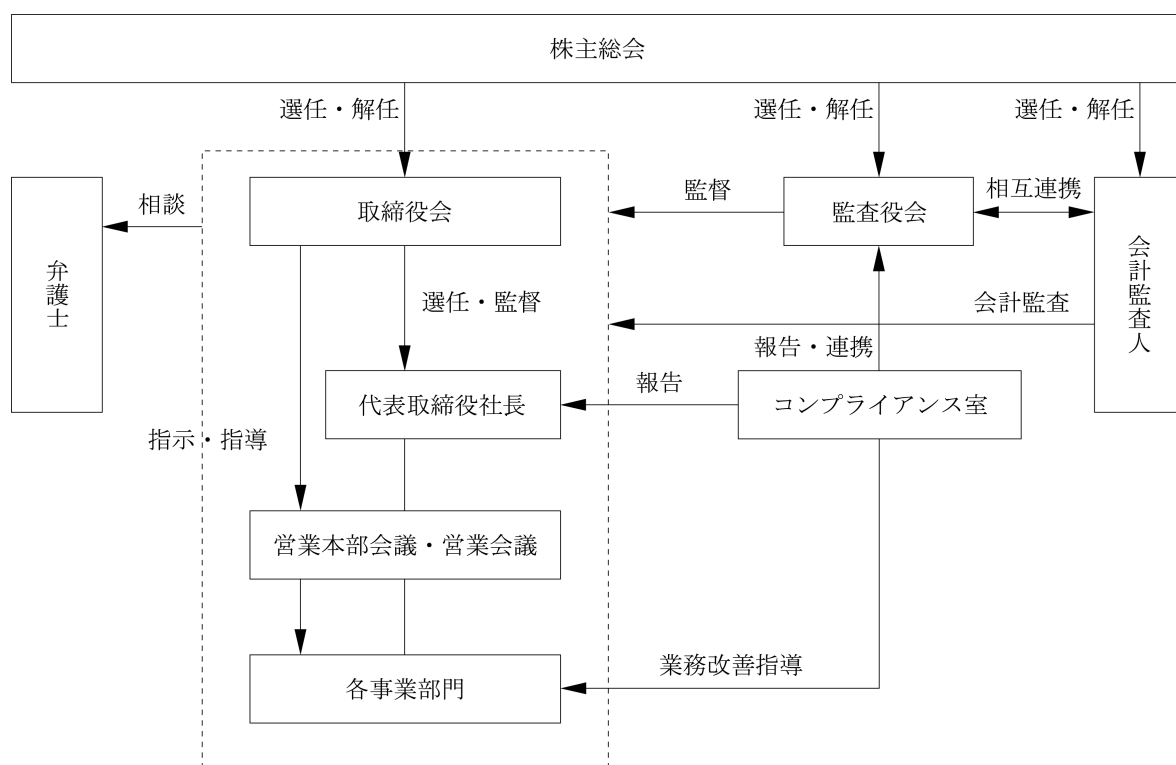 株主総会
選任・解任
選任・解任
選任・解任
弁護士
相談
取締役会
監督
監査役会
相互連携
会計監査人
選任・監督
会計監査
報告・連携
代表取締役社長
報告
コンプライアンス室
指示・指導
営業本部会議・営業会議
各事業部門
業務改善指導